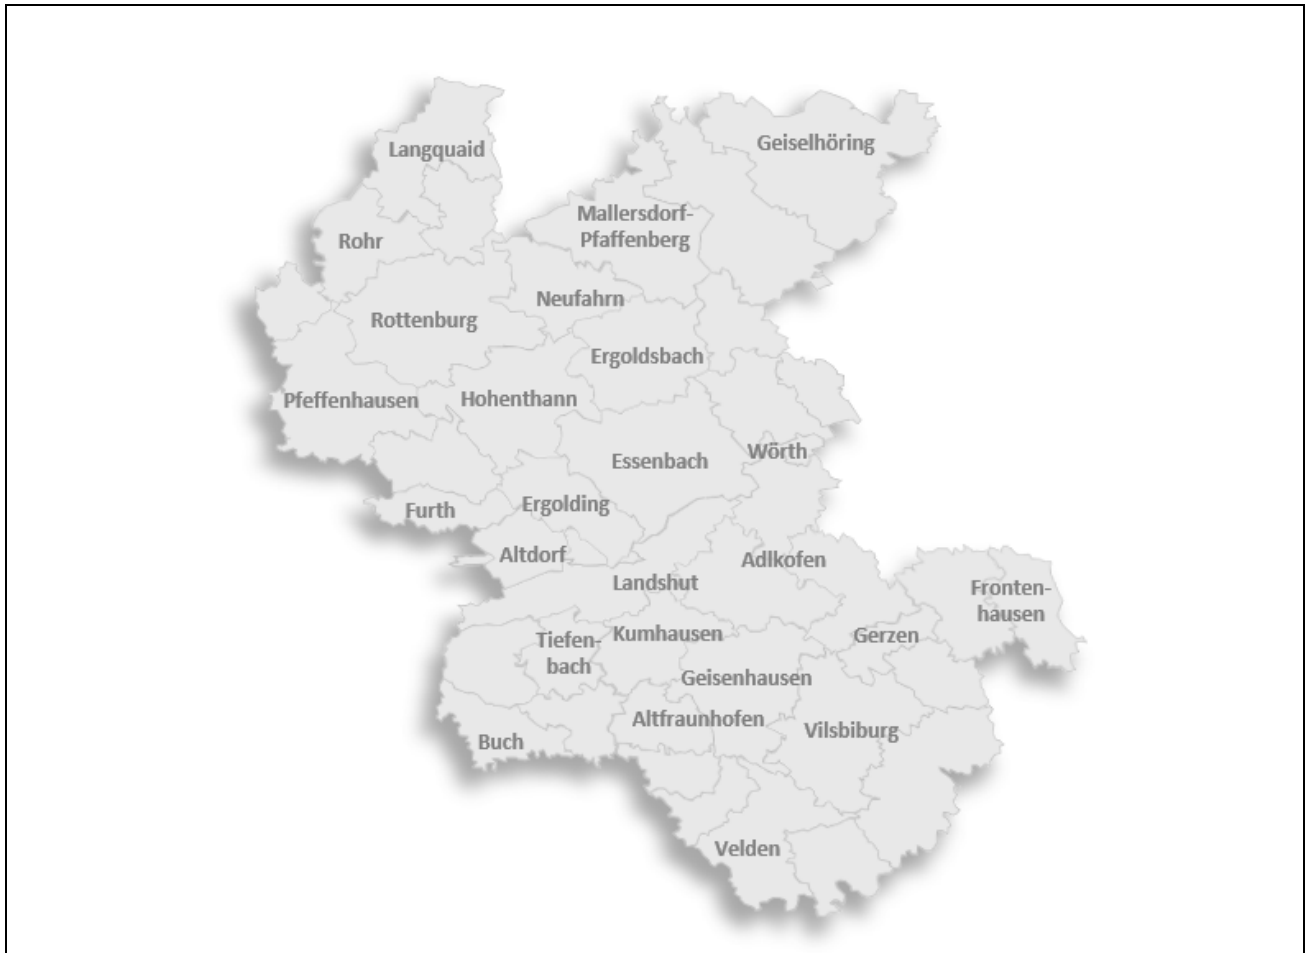 Geiselhöring
Langquaid
Mallersdorf-
Pfaffenberg
Rohr
Neufahrn
Rottenburg
Ergoldsbach
Pfeffenhausen
Hohenthann
Wörth
Essenbach
Ergolding
Furth
Altdorf
Adlkofen
Landshut
Fronten-
hausen
Tiefen-
bach
Kumhausen
Gerzen
Geisenhausen
Altfraunhofen
Vilsbiburg
Buch
Velden